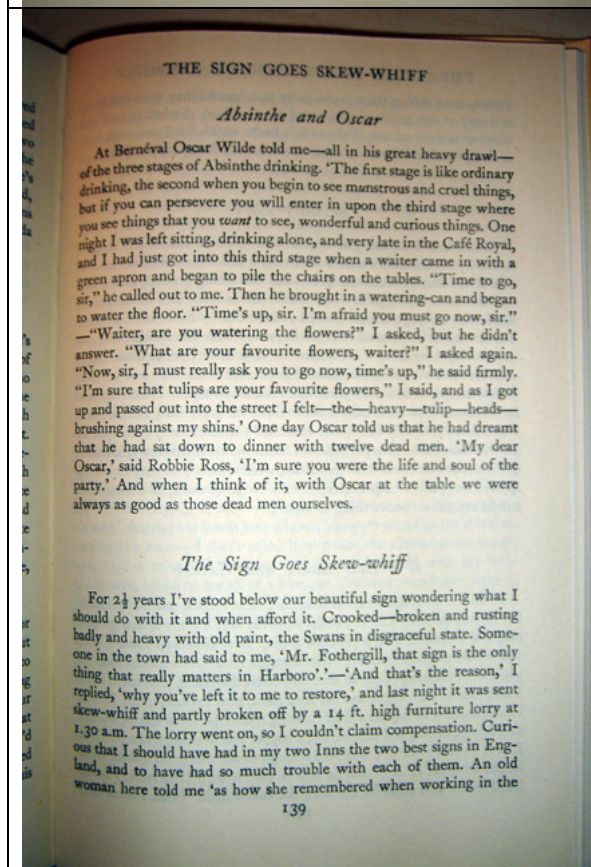 THE SIGN GOES SKEW-WHIFF
Absinthe and Oscar
At Bernéval Oscar Wilde told me—all in his great heavy drawl—
of the three stages of Absinthe drinking. ‘The first stage is like ordinary
drinking, the second when you begin to see monstrous and cruel things,
but if you can persevere you will enter in upon the third stage where
you see things that you want to see, wonderful and curious things. One
night I was left sitting, drinking alone, and very late in the Café Royal,
and I had just got into this third stage when a waiter came in with a
green apron and began to pile the chairs on the tables. “Time to go,
sir,” he called out to me. Then he brought in a watering-can and began
to water the floor. “Time’s up, sir. I’m afraid you must go now, sir.”
—“Waiter, are you watering the flowers?” I asked, but he didn’t
answer. “What are your favourite flowers, waiter?” I asked again.
“Now, sir, I must really ask you to go now, time’s up,” he said firmly.
“I’m sure that tulips are your favourite flowers,” I said, and as I got
up and passed out into the street I felt—the—heavy—tulip—heads—
brushing against my shins.’ One day Oscar told us that he had dreamt
that he had sat down to dinner with twelve dead men. ‘My dear
Oscar,’ said Robbie Ross, ‘I’m sure you were the life and soul of the
party.’ And when I think of it, with Oscar at the table we were
always as good as those dead men ourselves.
The Sign Goes Skew-whiff
For 2½ years I’ve stood below our beautiful sign wondering what I
should do with it and when afford it. Crooked—broken and rusting
badly and heavy with old paint, the Swans in disgraceful state. Some-
one in the town had said to me, ‘Mr. Fothergill, that sign is the only
thing that really matters in Harboro’.’—‘And that’s the reason,’ I
replied, ‘why you’ve left it to me to restore,’ and last night it was sent
skew-whiff and partly broken off by a 14 ft. high furniture lorry at
1.30 a.m. The lorry went on, so I couldn’t claim compensation. Curi-
ous that I should have had in my two Inns the two best signs in Eng-
land, and to have had so much trouble with each of them. An old
woman here told me ‘as how she remembered when working in the
139